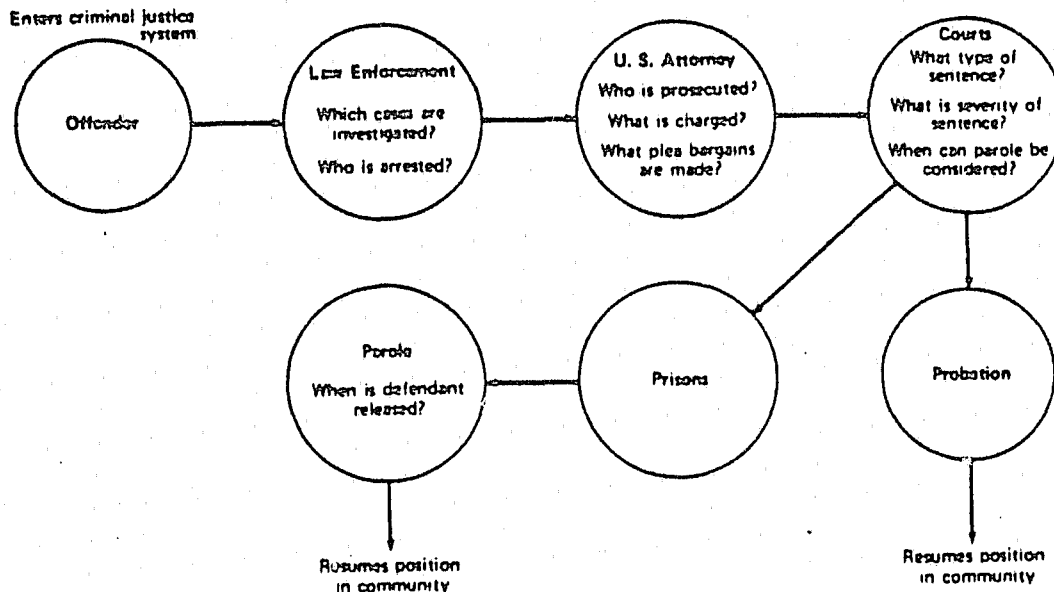 Enters criminal justice
system
Offender
Law Enforcement
Which cases are
investigated?
Who is arrested?
U. S. Attorney
Who is prosecuted?
What is charged?
What plea bargains
are made?
Courts
What type of
sentence?
What is severity of
sentence?
When can parole be
considered?
Parole
When is defendant
released?
Prisons
Probation
Resumes position
in community
Resumes position
in community